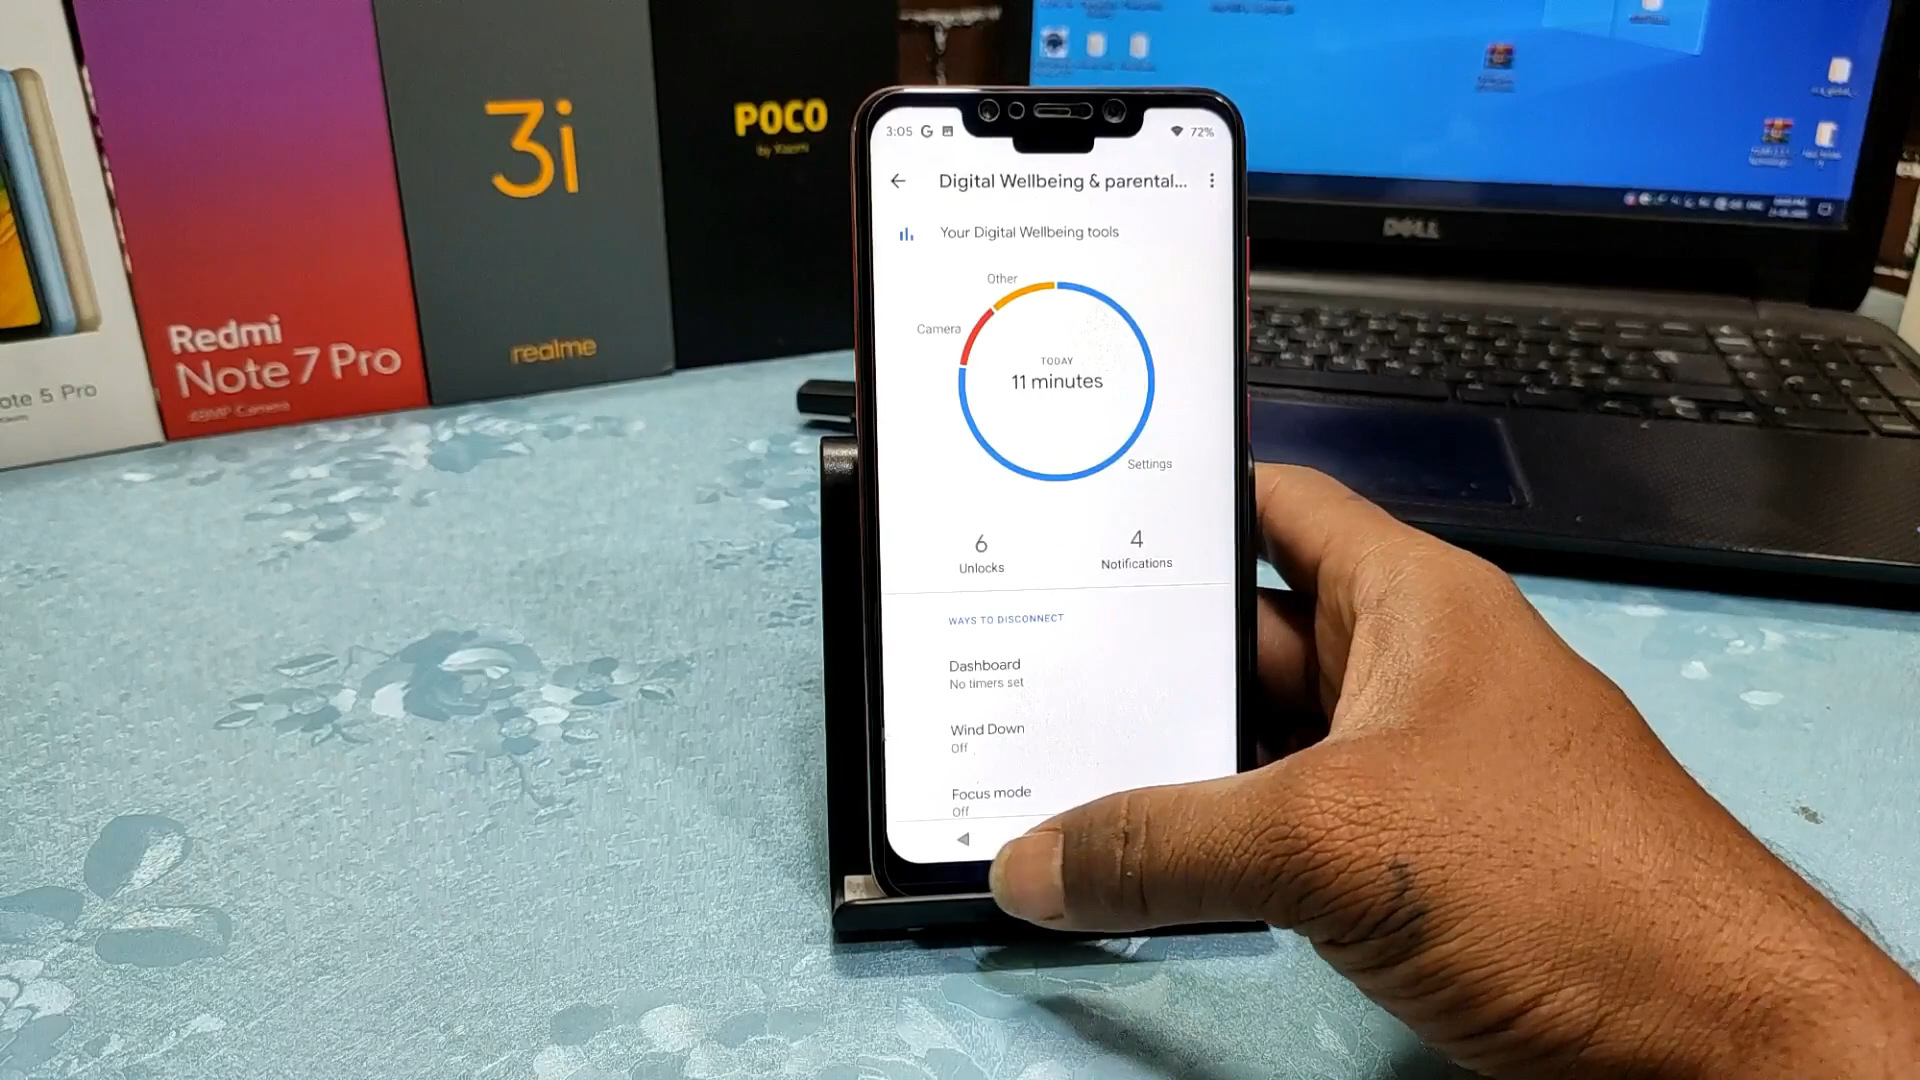 ote 5 Pro
Redmi
Note 7 Pro
48MP Camera
3i
realme
POCO
by Xiaomi
DELL
3:05
72%
Digital Wellbeing & parental...
Your Digital Wellbeing tools
Other
Camera
TODAY
11 minutes
Settings
6
Unlocks
4
Notifications
WAYS TO DISCONNECT
Dashboard
No timers set
Wind Down
Off
Focus mode
Off